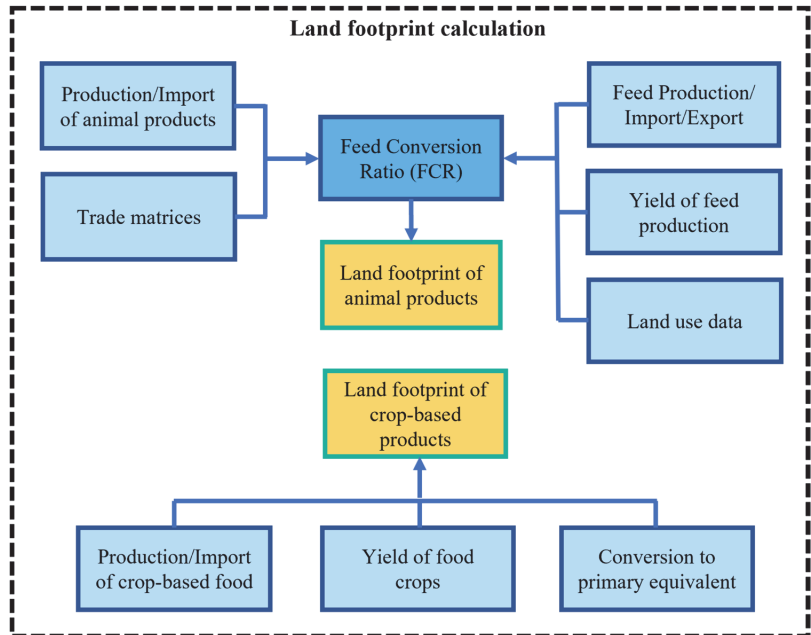 Land footprint calculation
Production/Import
of animal products
Trade matrices
Feed Conversion
Ratio (FCR)
Feed Production/
Import/Export
Yield of feed
production
Land use data
Land footprint of
animal products
Land footprint of
crop-based
products
Production/Import
of crop-based food
Yield of food
crops
Conversion to
primary equivalent